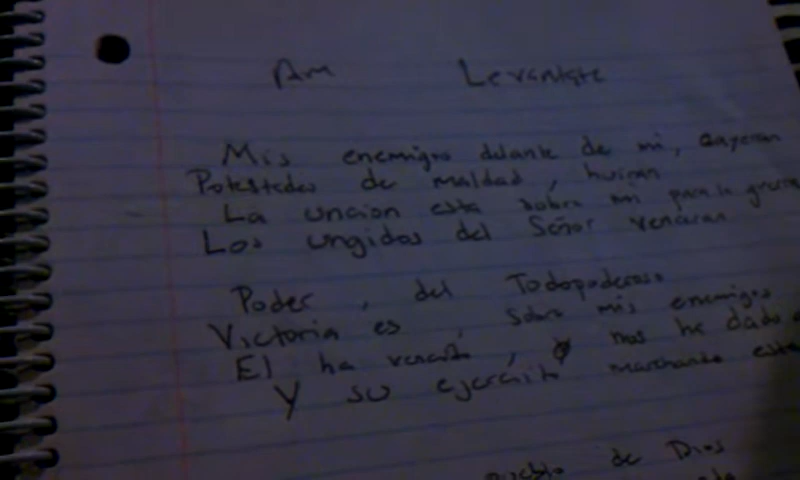 Am Levantate
Mis enemigos delante de mi, cayeran
Potestades de maldad, huiran
La uncion esta sobre mi para la guerra
Los ungidos del Señor venceran
Poder, del Todopoderoso
Victoria es, sobre mis enemigos
El ha vencido, nos ha dado
Y su ejercito marchando esta
pueblo de Dios